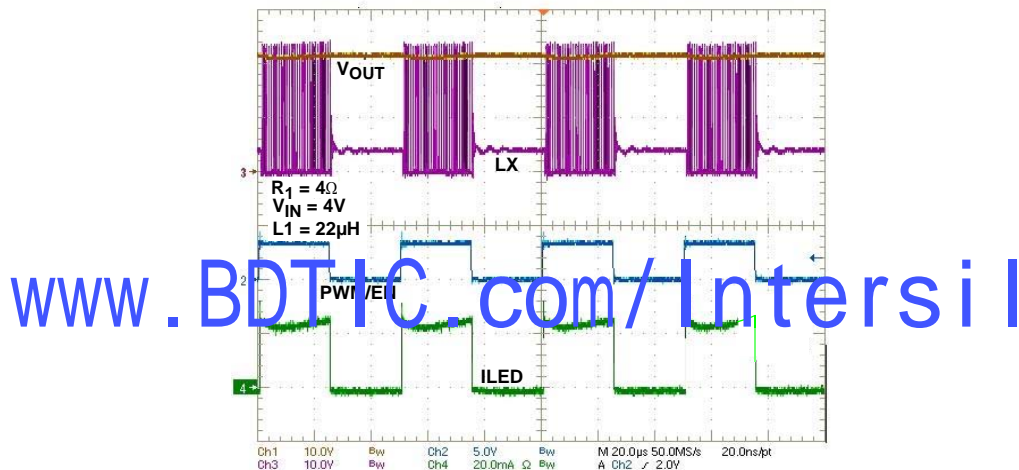 VOUT
LX
3
R1 = 4Ω
VIN = 4V
L1 = 22µH
2
PWM/EN
www.BDTIC.com/Intersil
ILED
4
Ch1 10.0V Bw Ch2 5.0V Bw M 20.0µs 50.0MS/s 20.0ns/pt
Ch3 10.0V Bw Ch4 20.0mA Ω Bw A Ch2 / 2.0V